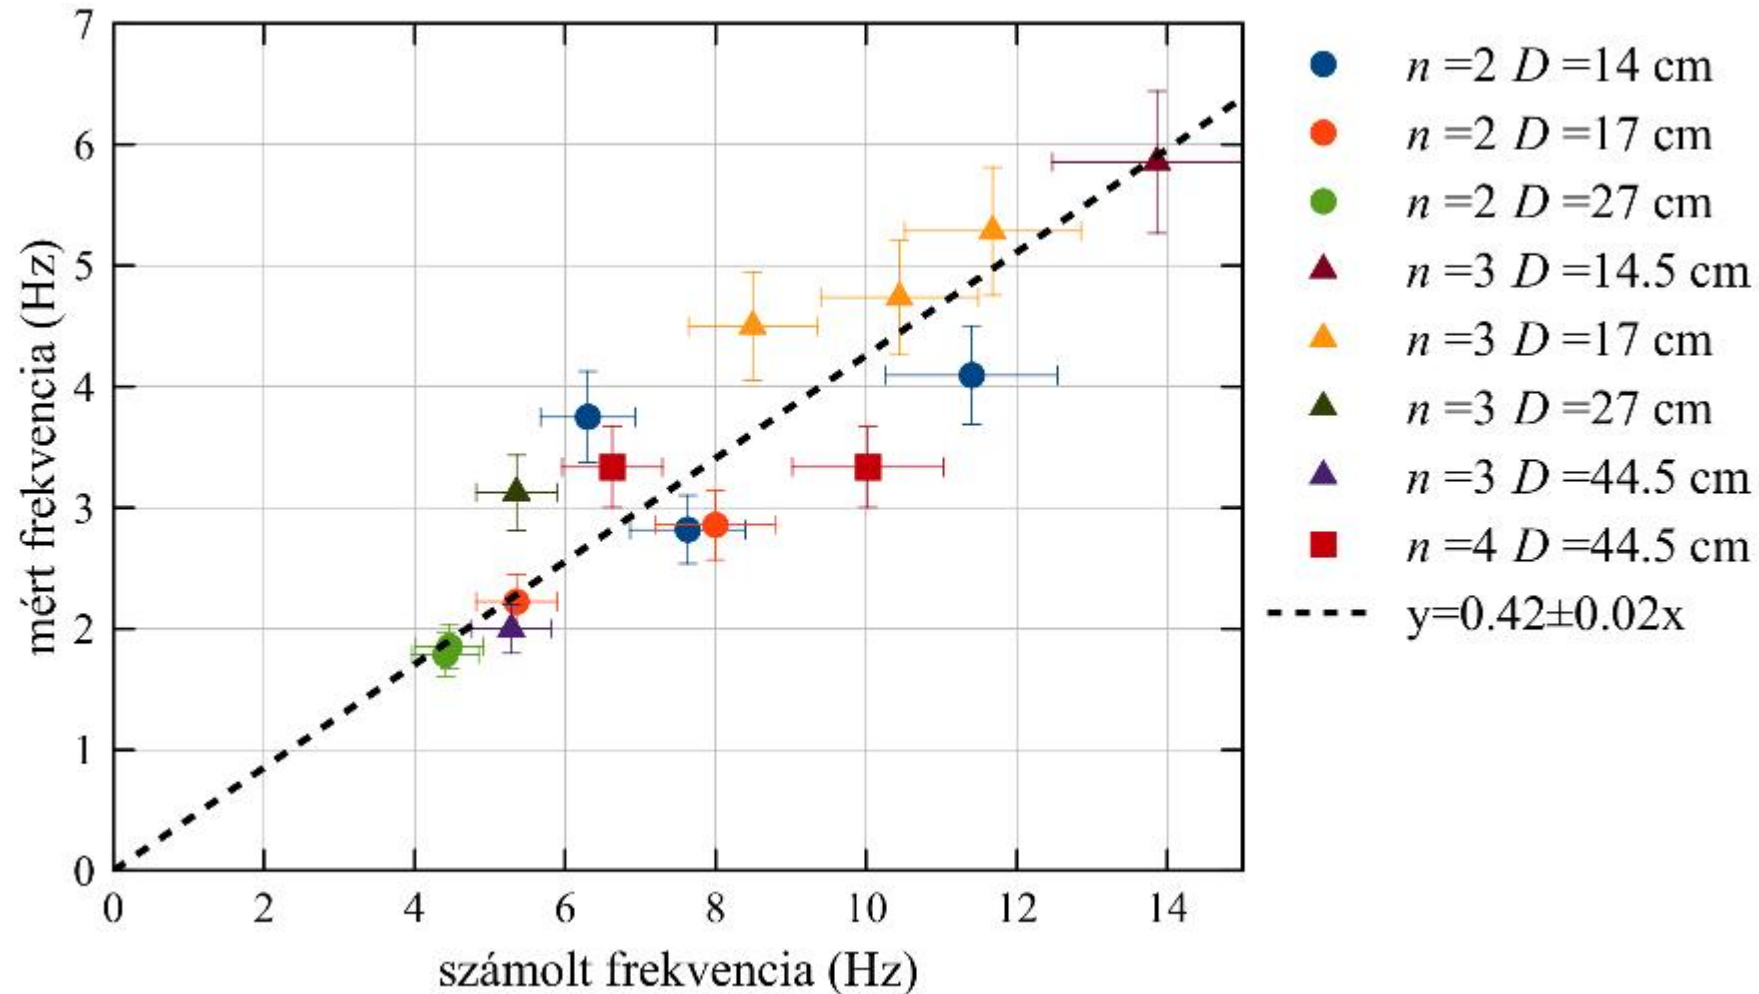 7
6
5
4
3
2
1
0
mért frekvencia (Hz)
0 2 4 6 8 10 12 14
számolt frekvencia (Hz)
n =2 D =14 cm
n =2 D =17 cm
n =2 D =27 cm
n =3 D =14.5 cm
n =3 D =17 cm
n =3 D =27 cm
n =3 D =44.5 cm
n =4 D =44.5 cm
y=0.42±0.02x